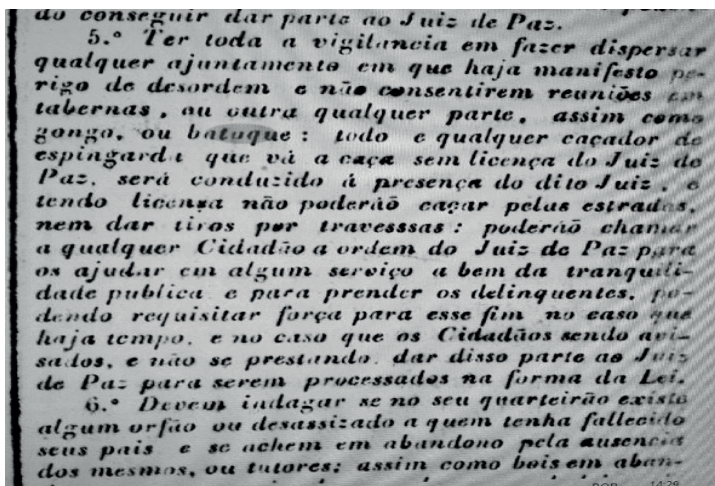 do conseguir dar parte ao Juiz de Paz.
5.º Ter toda a vigilancia em fazer dispersar
qualquer ajuntamento em que haja manifesto pe-
rigo de desordem e não consentirem reuniões em
tabernas, ou outra qualquer parte, assim como
gongo, ou batuque: todo e qualquer caçador de
espingarda que vá a caça sem licença do Juiz de
Paz, será conduzido á presença do dito Juiz, e
tendo licensa não poderáõ caçar pelas estradas,
nem dar tiros por travesssas: poderáõ chamar
a qualquer Cidadão a ordem do Juiz de Paz para
os ajudar em algum serviço a bem da tranquili-
dade publica e para prender os delinquentes, po-
dendo requisitar força para esse fim no caso que
haja tempo, e no caso que os Cidadãos sendo avi-
sados, e não se prestando, dar disso parte ao Juiz
de Paz para serem processados na forma da Lei.
6.º Devem indagar se no seu quarteirão existe
algum orfão ou desassizado a quem tenha fallecido
seus pais e se achem em abandono pela ausencia
dos mesmos, ou tutores; assim como bois em aban-
14:29